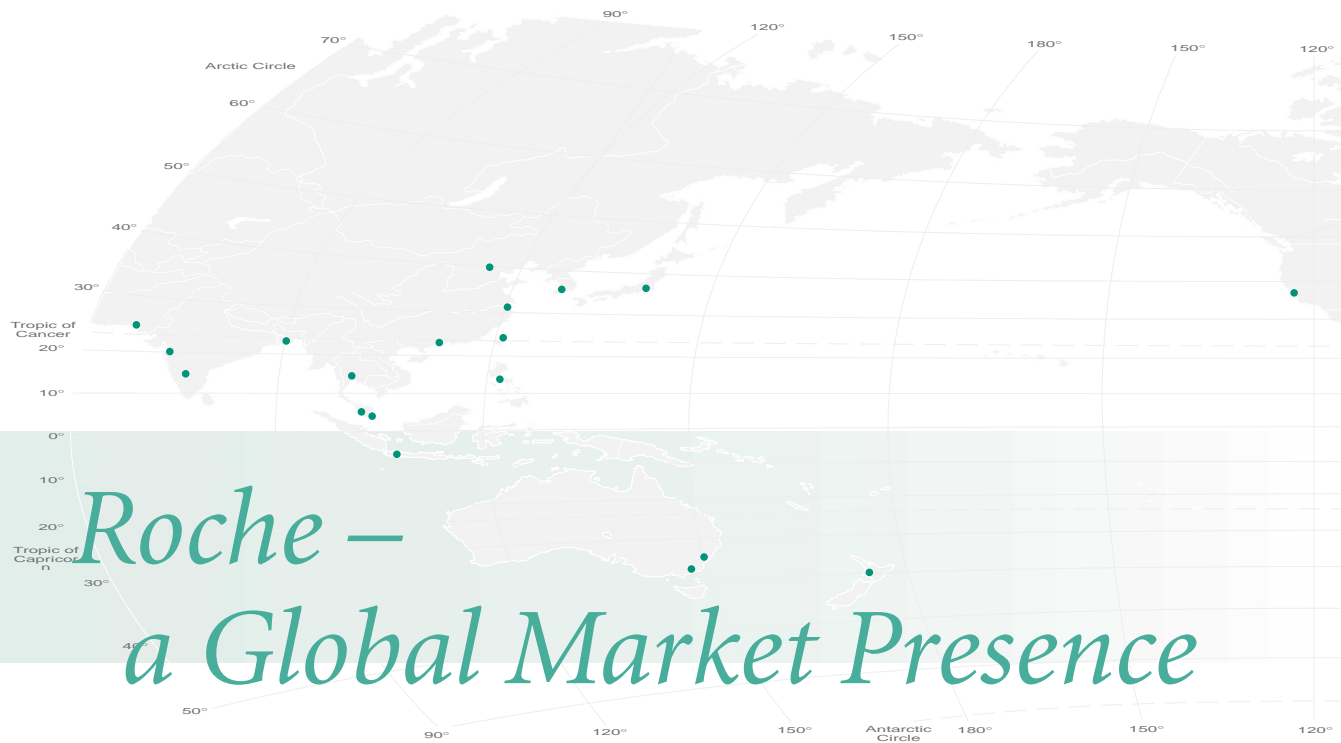 90°
120°
150°
180°
150°
120°
70°
Arctic Circle
60°
50°
40°
30°
Tropic of
Cancer
20°
10°
0°
10°
20°
Tropic of
Capricor
n
30°
40°
50°
Roche –
a Global Market Presence
90°
120°
150°
Antarctic
Circle
180°
150°
120°